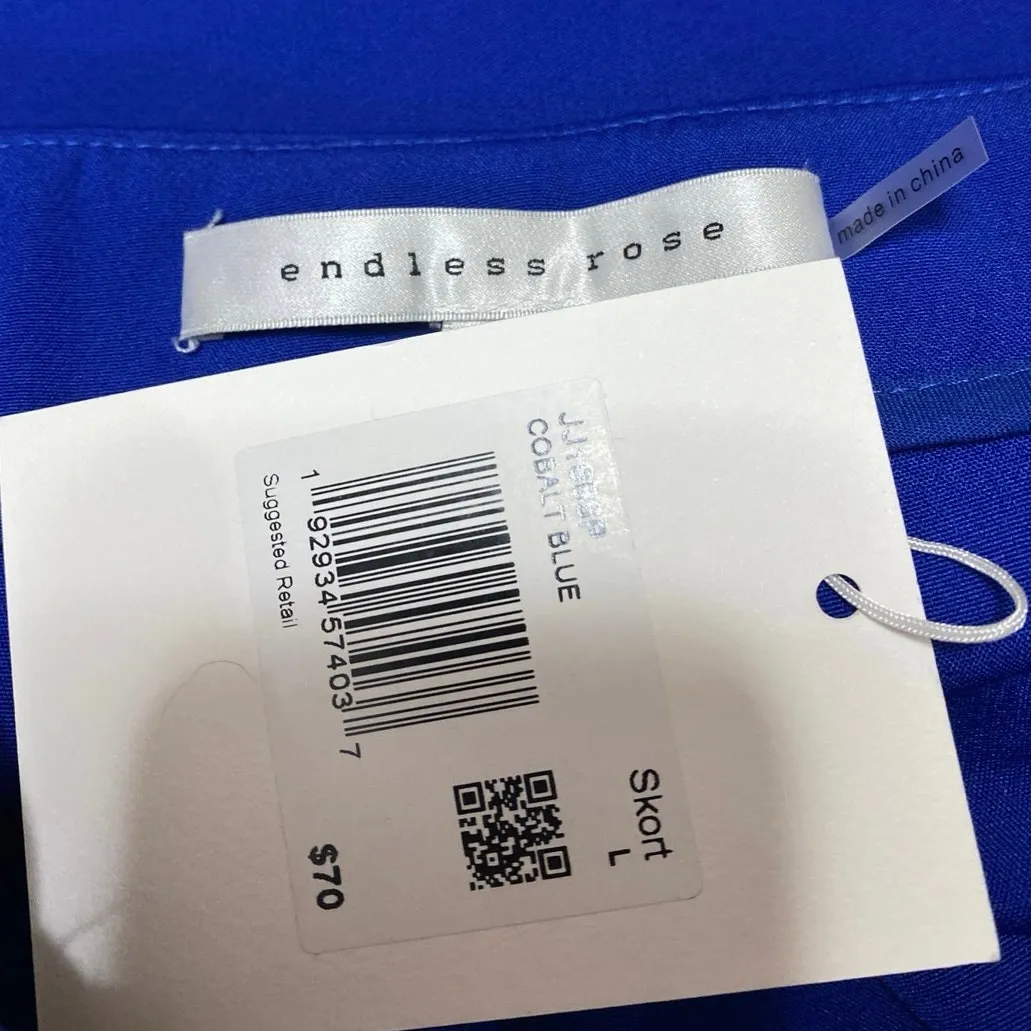 endless rose
made in china
COBALT BLUE
1 92934 57403 7
Suggested Retail
$70
Skort
L